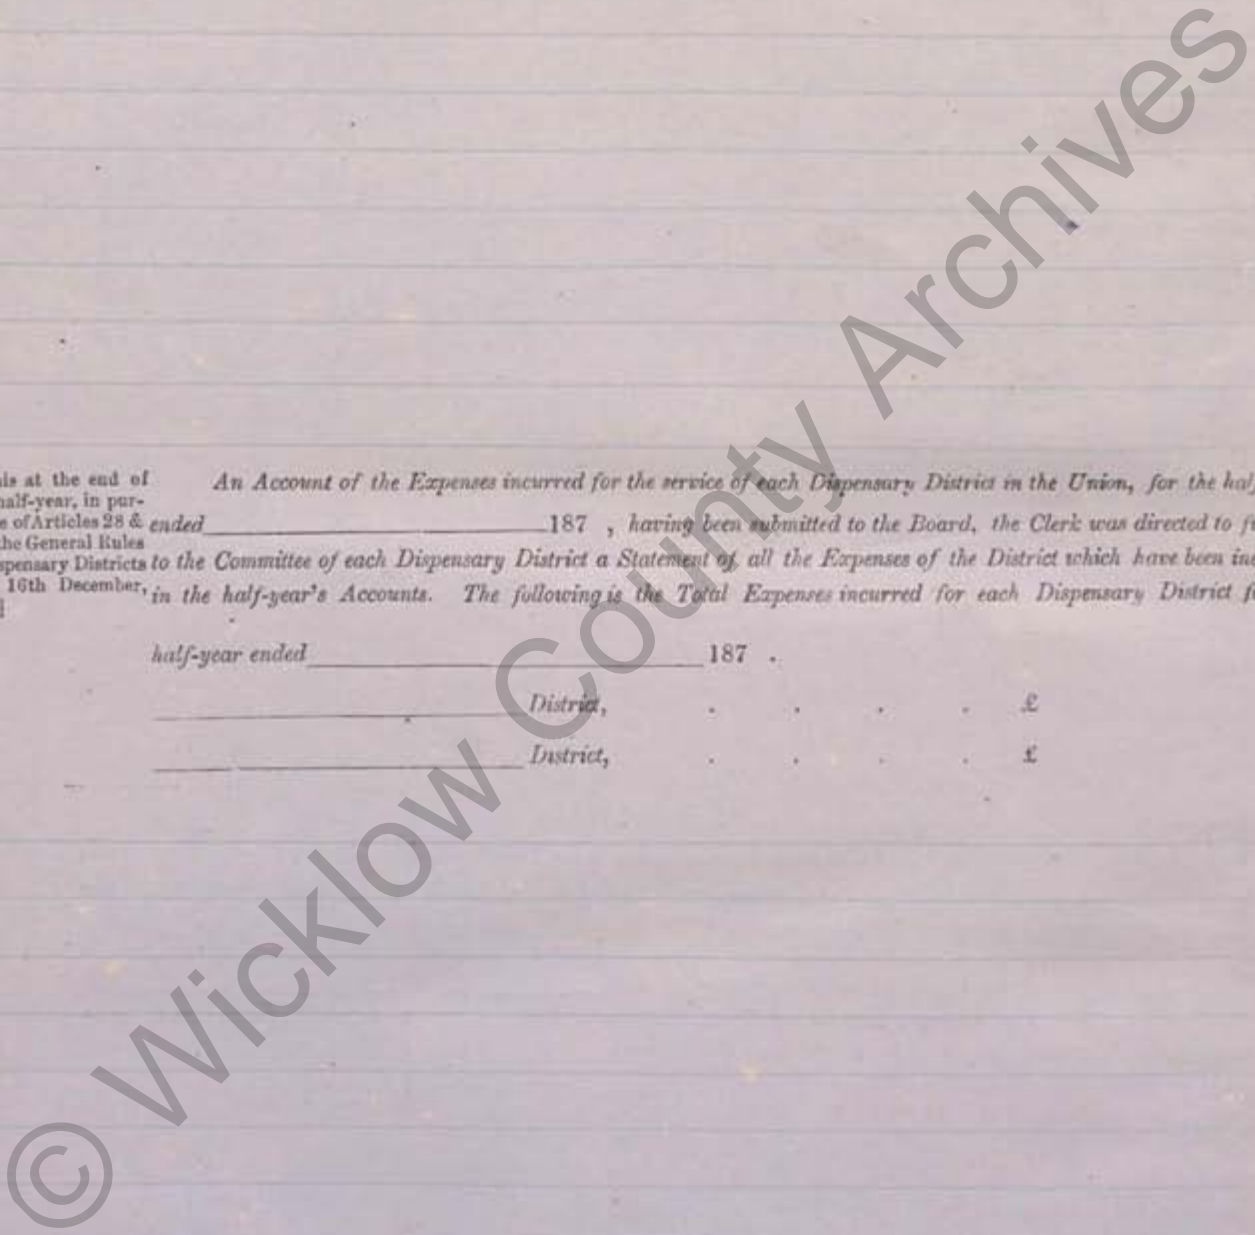 at the end of
half-year, in pur-
of Articles 28 &
the General Rules
Dispensary Districts
16th December,
An Account of the Expenses incurred for the service of each Dispensary District in the Union, for the half
ended 187 , having been submitted to the Board, the Clerk was directed to
to the Committee of each Dispensary District a Statement of all the Expenses of the District which have been
in the half-year's Accounts. The following is the Total Expenses incurred for each Dispensary District
half-year ended 187 .
District, . . . . £
District, . . . . £
© Wicklow County Archives